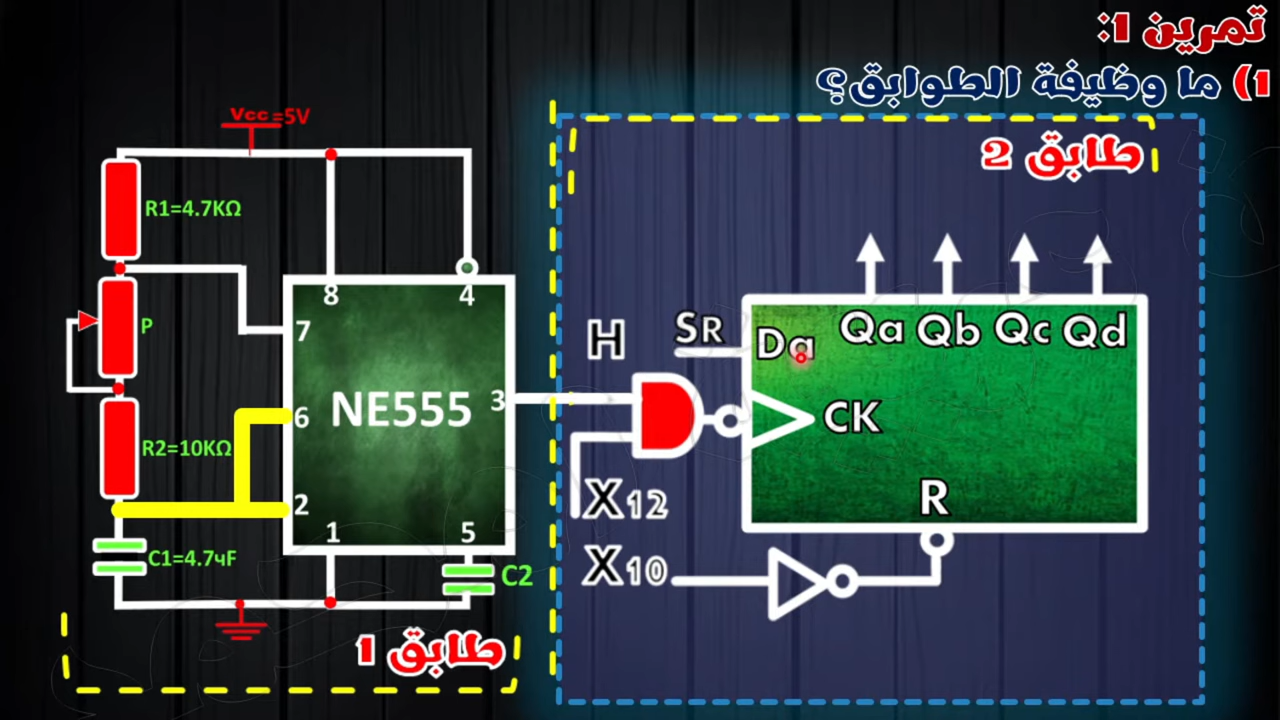 تمرين 1:
1) ما وظيفة الطوابق؟
Vcc=5V
طابق 2
R1=4.7KΩ
8 4
P
7
H
SR
Da
Qa Qb Qc Qd
NE555
3
6
CK
R2=10KΩ
2
X12
R
1 5
C1=4.7чF
C2
X10
طابق 1